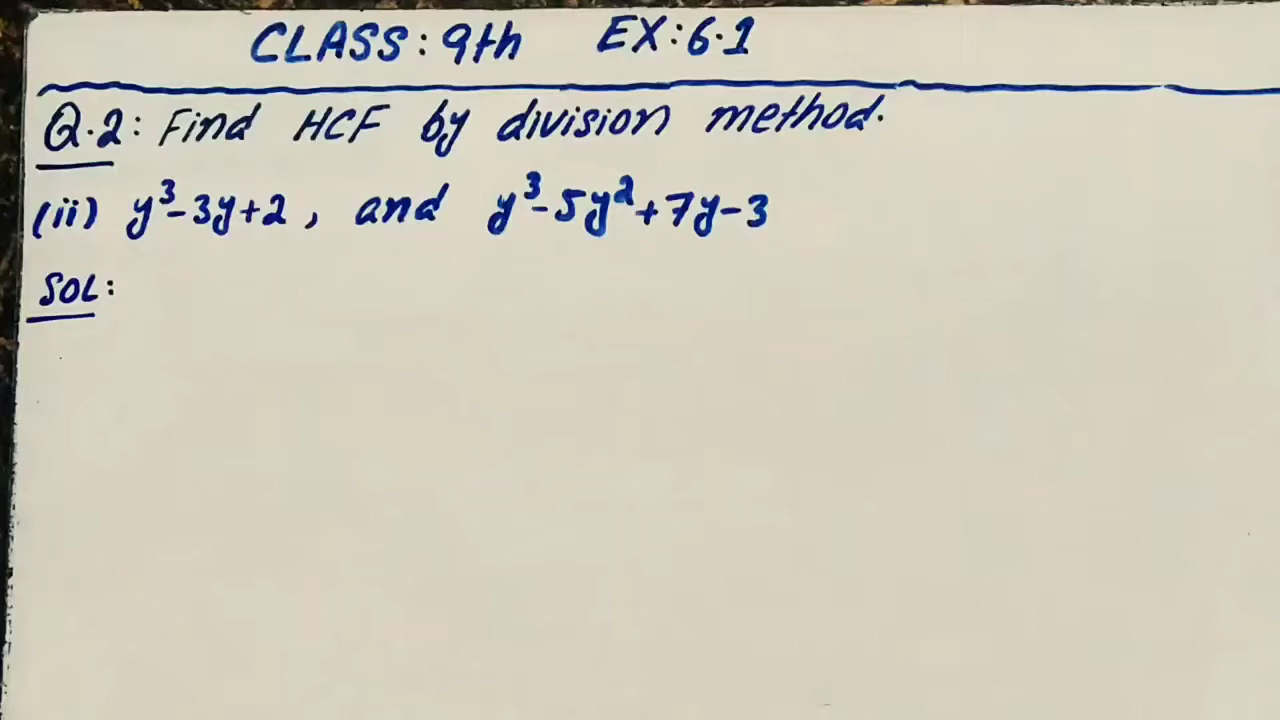 CLASS: 9th EX: 6.1
Q.2: Find HCF by division method.
(ii) y³-3y+2, and y³-5y²+7y-3
SOL: